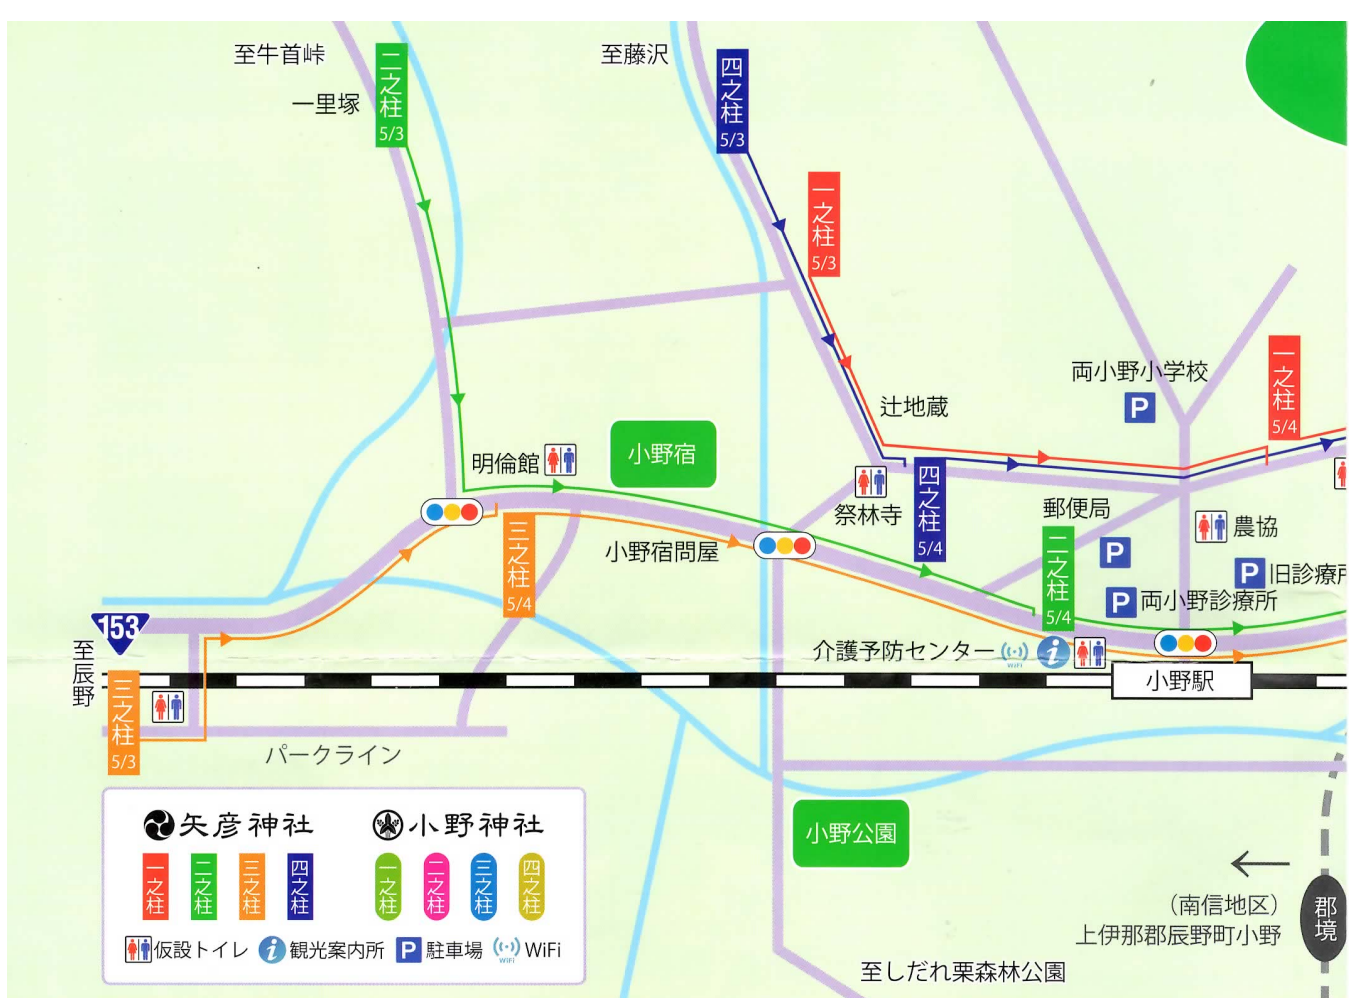 至牛首峠
一里塚
二之柱
5/3
至藤沢
四之柱
5/3
一之柱
5/3
両小野小学校
P
一之柱
5/4
辻地蔵
明倫館
小野宿
祭林寺
四之柱
5/4
郵便局
農協
P
P
旧診療所
P
両小野診療所
二之柱
5/4
三之柱
5/4
小野宿問屋
介護予防センター
WiFi
i
小野駅
153
至辰野
三之柱
5/3
パークライン
矢彦神社
小野神社
一之柱
二之柱
三之柱
四之柱
一之柱
二之柱
三之柱
四之柱
仮設トイレ
i
観光案内所
P
駐車場
WiFi
WiFi
小野公園
至しだれ栗森林公園
←
(南信地区)
上伊那郡辰野町小野
郡境